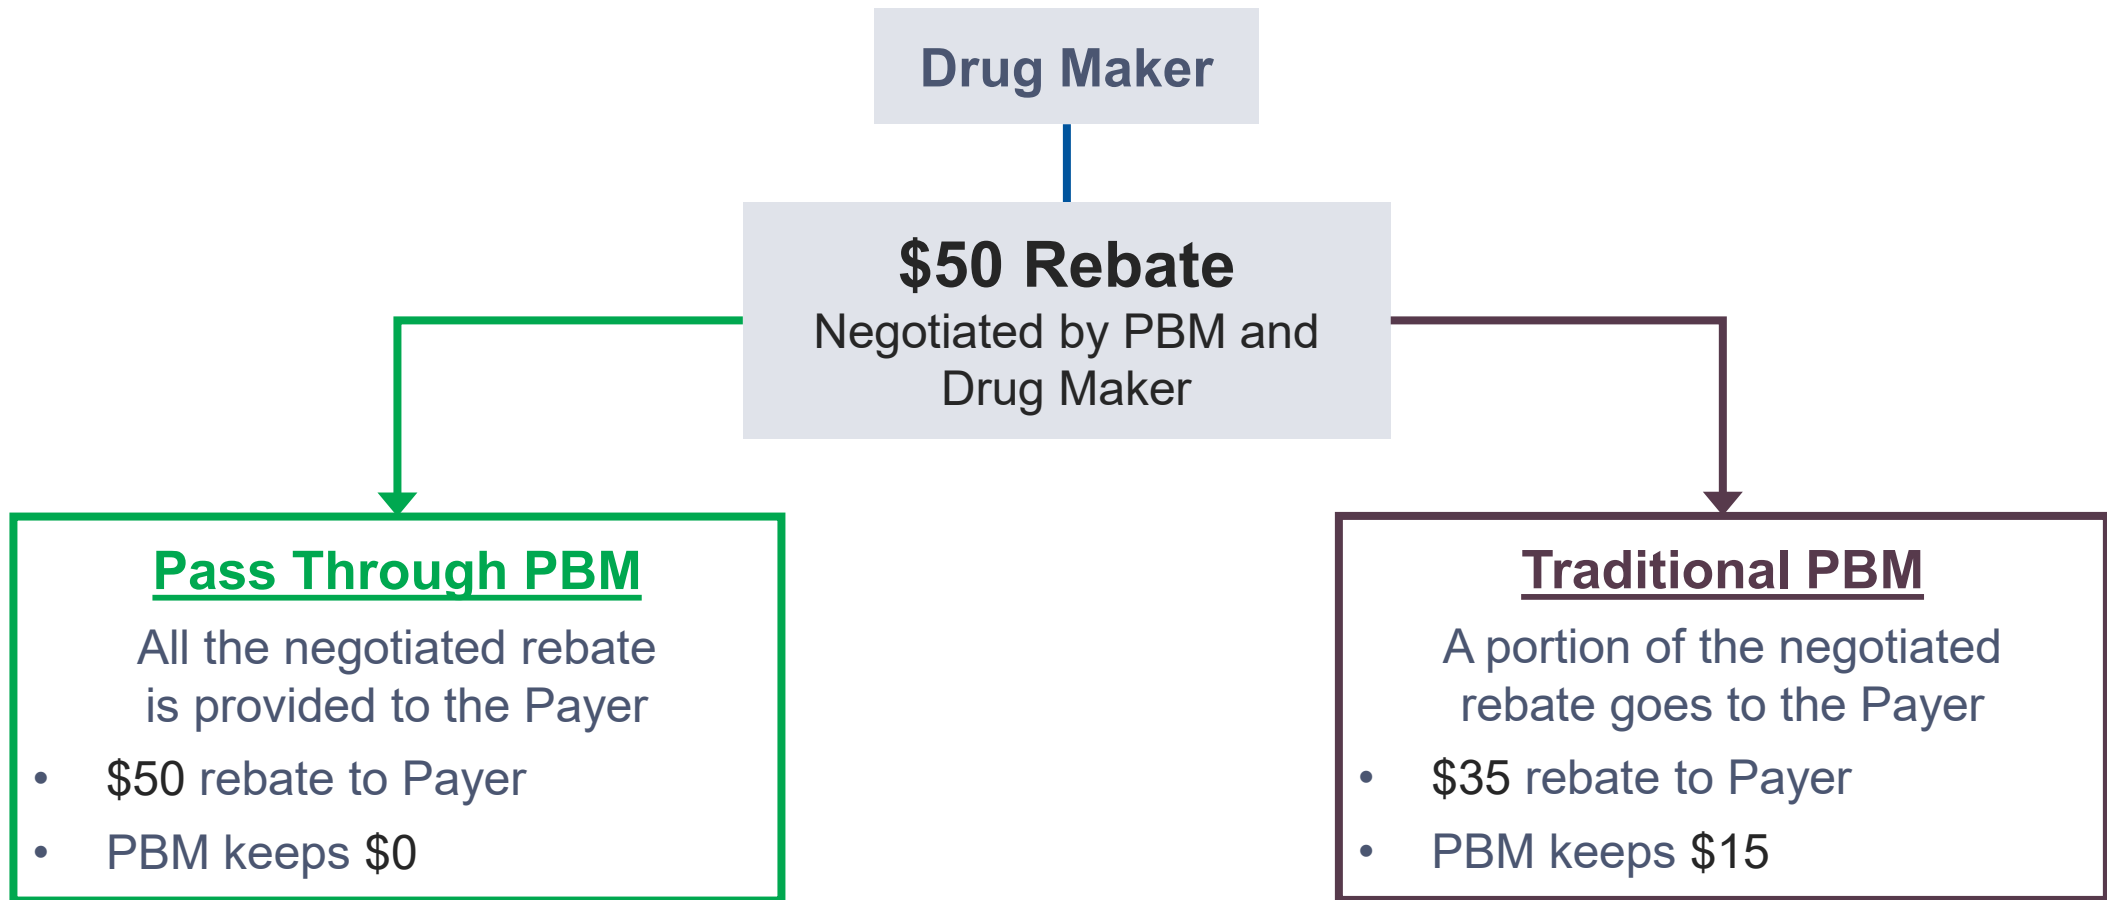 Drug Maker
$50 Rebate
Negotiated by PBM and
Drug Maker
Pass Through PBM
All the negotiated rebate
is provided to the Payer
• $50 rebate to Payer
• PBM keeps $0
Traditional PBM
A portion of the negotiated
rebate goes to the Payer
• $35 rebate to Payer
• PBM keeps $15